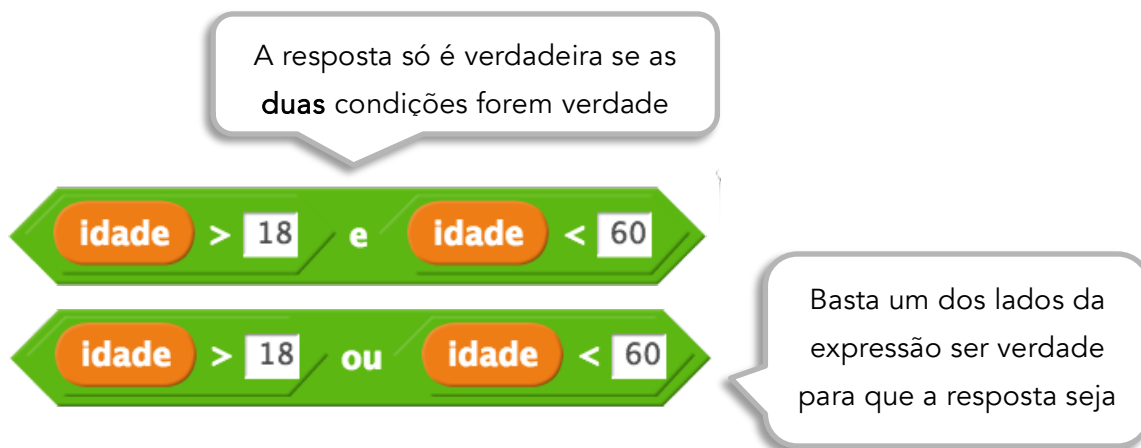 A resposta só é verdadeira se as
duas condições forem verdade
idade > 18 e idade < 60
idade > 18 ou idade < 60
Basta um dos lados da
expressão ser verdade
para que a resposta seja